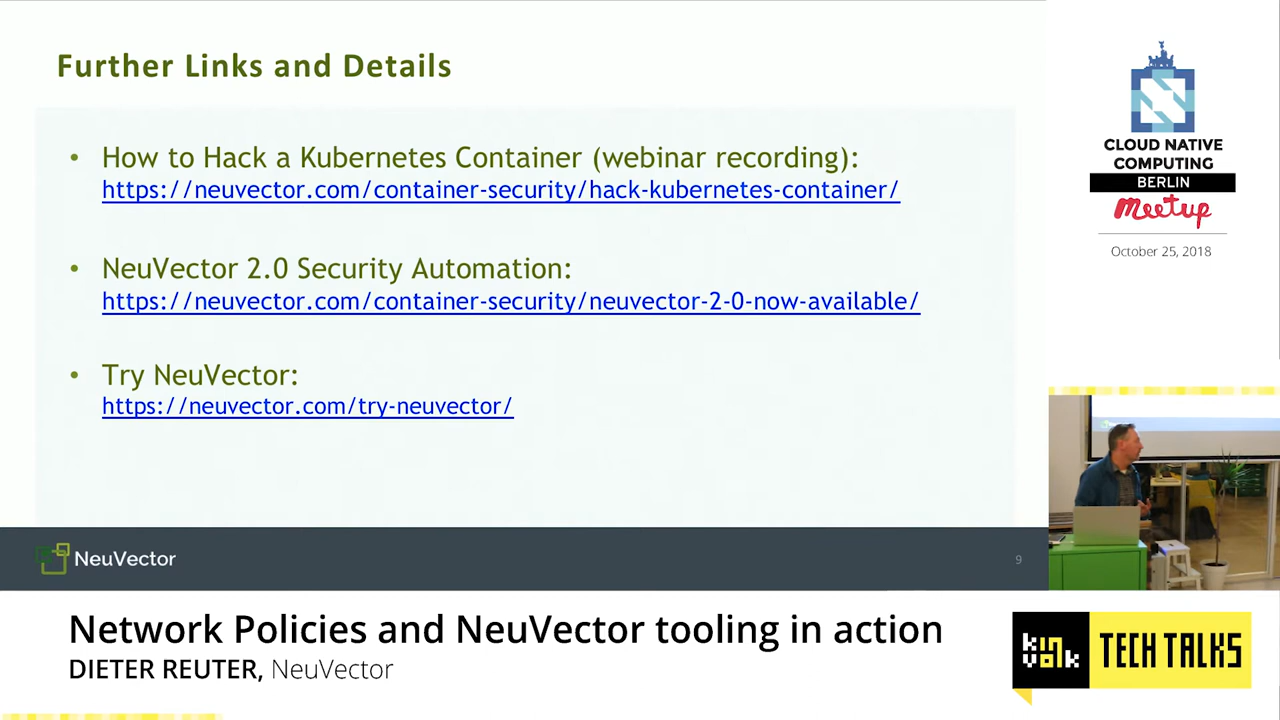 Further Links and Details
• How to Hack a Kubernetes Container (webinar recording):
https://neuvector.com/container-security/hack-kubernetes-container/
• NeuVector 2.0 Security Automation:
https://neuvector.com/container-security/neuvector-2-0-now-available/
• Try NeuVector:
https://neuvector.com/try-neuvector/
NeuVector
9
CLOUD NATIVE
COMPUTING
BERLIN
Meetup
October 25, 2018
Network Policies and NeuVector tooling in action
DIETER REUTER, NeuVector
kinvolk
TECH TALKS